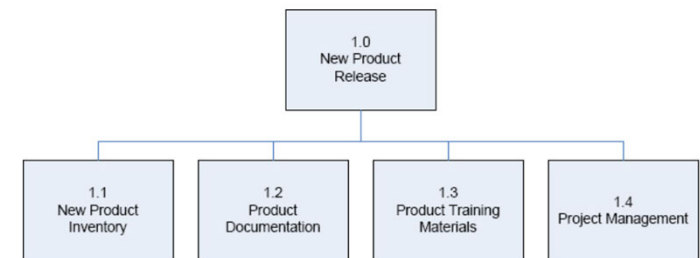 1.0
New Product
Release
1.1
New Product
Inventory
1.2
Product
Documentation
1.3
Product Training
Materials
1.4
Project Management